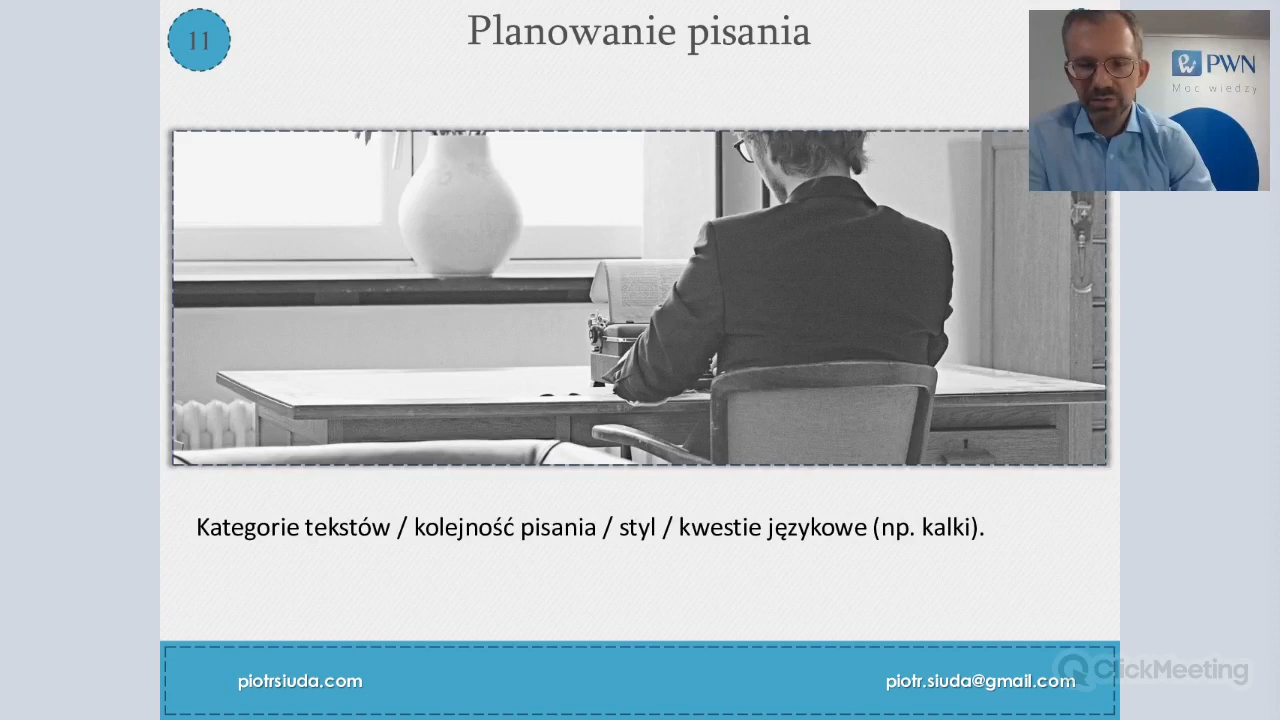 11
Planowanie pisania
PWN
Moc wiedzy
Kategorie tekstów / kolejność pisania / styl / kwestie językowe (np. kalki).
piotrsiuda.com
piotr.siuda@gmail.com
ClickMeeting